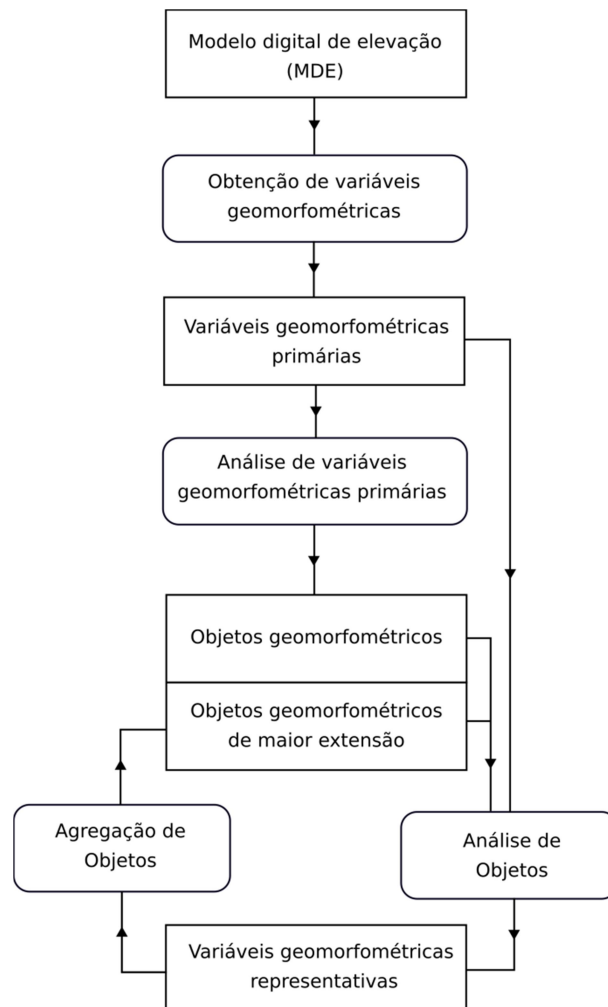 Modelo digital de elevação
(MDE)
Obtenção de variáveis
geomorfométricas
Variáveis geomorfométricas
primárias
Análise de variáveis
geomorfométricas primárias
Objetos geomorfométricos
Objetos geomorfométricos
de maior extensão
Agregação de
Objetos
Análise de
Objetos
Variáveis geomorfométricas
representativas